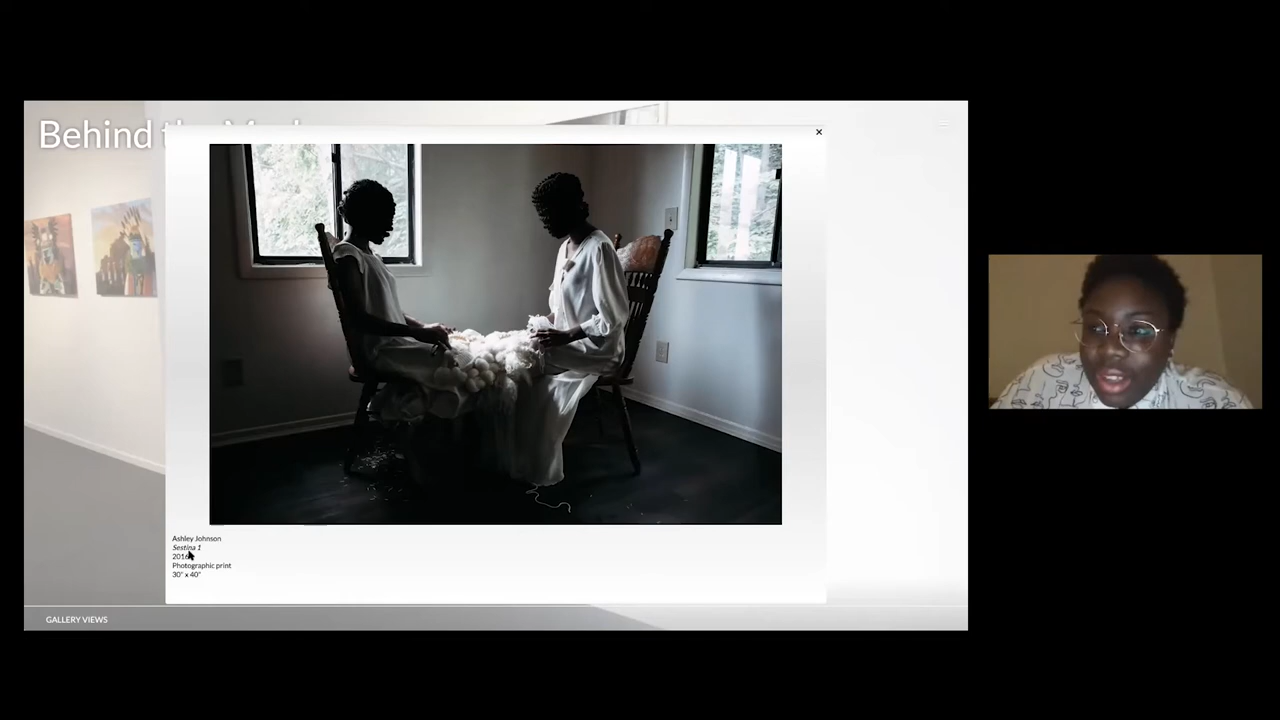 Behind
Ashley Johnson
Sestina 1
Photographic print
30" x 40"
GALLERY VIEWS